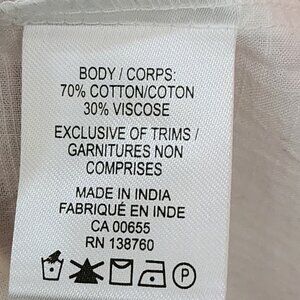 BODY / CORPS:
70% COTTON/COTON
30% VISCOSE
EXCLUSIVE OF TRIMS /
GARNITURES NON
COMPRISES
MADE IN INDIA
FABRIQUÉ EN INDE
CA 00655
RN 138760
P